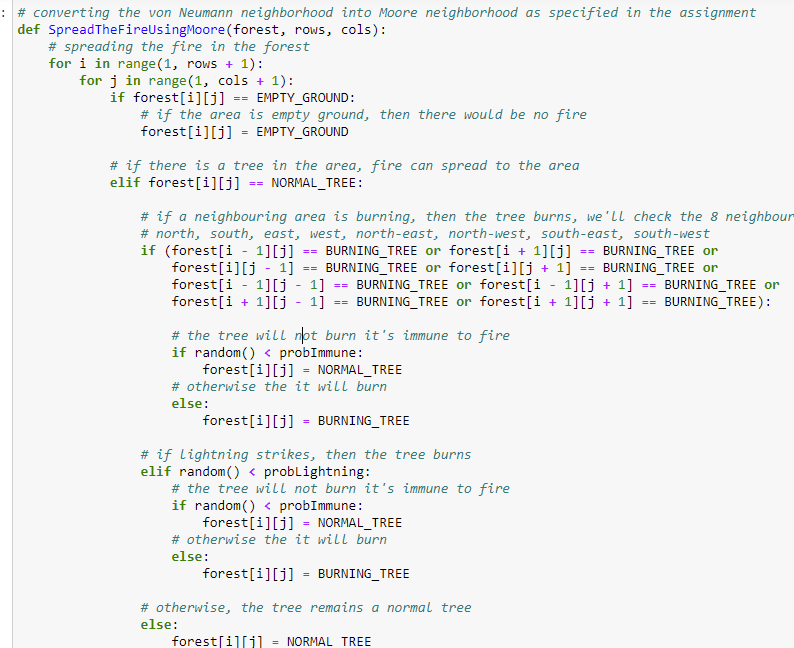 : # converting the von Neumann neighborhood into Moore neighborhood as specified in the assignment
def SpreadTheFireUsingMoore(forest, rows, cols):
# spreading the fire in the forest
for i in range(1, rows + 1):
for j in range(1, cols + 1):
if forest[i][j] == EMPTY_GROUND:
# if the area is empty ground, then there would be no fire
forest[i][j] = EMPTY_GROUND
# if there is a tree in the area, fire can spread to the area
elif forest[i][j] == NORMAL_TREE:
# if a neighbouring area is burning, then the tree burns, we'll check the 8 neighbour
# north, south, east, west, north-east, north-west, south-east, south-west
if (forest[i - 1][j] == BURNING_TREE or forest[i + 1][j] == BURNING_TREE or
forest[i][j - 1] == BURNING_TREE or forest[i][j + 1] == BURNING_TREE or
forest[i - 1][j - 1] == BURNING_TREE or forest[i - 1][j + 1] == BURNING_TREE or
forest[i + 1][j - 1] == BURNING_TREE or forest[i + 1][j + 1] == BURNING_TREE):
# the tree will not burn it's immune to fire
if random() < probImmune:
forest[i][j] = NORMAL_TREE
# otherwise the it will burn
else:
forest[i][j] = BURNING_TREE
# if lightning strikes, then the tree burns
elif random() < probLightning:
# the tree will not burn it's immune to fire
if random() < probImmune:
forest[i][j] = NORMAL_TREE
# otherwise the it will burn
else:
forest[i][j] = BURNING_TREE
# otherwise, the tree remains a normal tree
else:
forest[i][j] = NORMAL_TREE